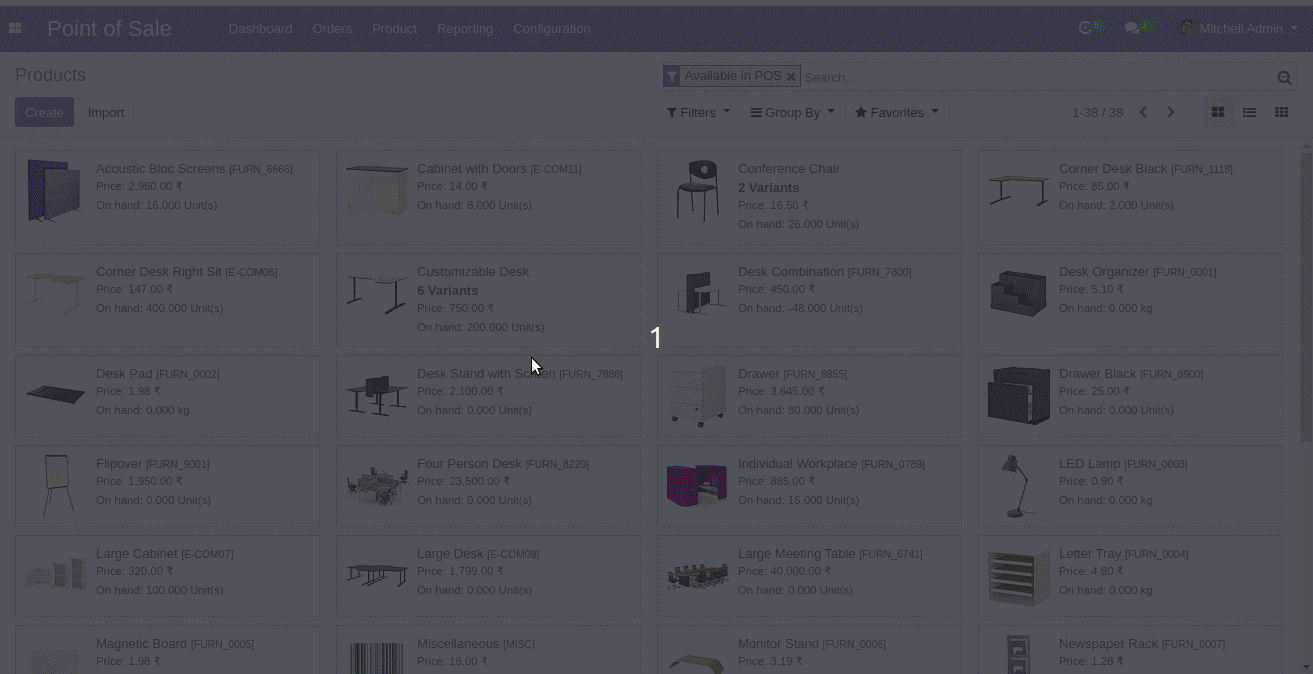 Point of Sale Dashboard Orders Product Reporting Configuration Mitchell Admin
Products
Available in POS Search...
Create Import Filters Group By Favorites 1-38 / 38
Acoustic Bloc Screens [FURN_6666]
Price: 2,950.00 ₹
On hand: 16.000 Unit(s)
Cabinet with Doors [E-COM11]
Price: 14.00 ₹
On hand: 8.000 Unit(s)
Conference Chair
2 Variants
Price: 16.50 ₹
On hand: 26.000 Unit(s)
Corner Desk Black [FURN_1118]
Price: 85.00 ₹
On hand: 2.000 Unit(s)
Corner Desk Right Sit [E-COM06]
Price: 147.00 ₹
On hand: 400.000 Unit(s)
Customizable Desk
6 Variants
Price: 750.00 ₹
On hand: 200.000 Unit(s)
Desk Combination [FURN_7800]
Price: 450.00 ₹
On hand: -48.000 Unit(s)
Desk Organizer [FURN_0001]
Price: 5.10 ₹
On hand: 0.000 kg
1
Desk Pad [FURN_0002]
Price: 1.98 ₹
On hand: 0.000 kg
Desk Stand with Screen [FURN_7888]
Price: 2,100.00 ₹
On hand: 0.000 Unit(s)
Drawer [FURN_8855]
Price: 3,645.00 ₹
On hand: 80.000 Unit(s)
Drawer Black [FURN_8900]
Price: 25.00 ₹
On hand: 0.000 Unit(s)
Flipover [FURN_9001]
Price: 1,950.00 ₹
On hand: 0.000 Unit(s)
Four Person Desk [FURN_8220]
Price: 23,500.00 ₹
On hand: 0.000 Unit(s)
Individual Workplace [FURN_0789]
Price: 885.00 ₹
On hand: 16.000 Unit(s)
LED Lamp [FURN_0003]
Price: 0.90 ₹
On hand: 0.000 kg
Large Cabinet [E-COM07]
Price: 320.00 ₹
On hand: 100.000 Unit(s)
Large Desk [E-COM09]
Price: 1,799.00 ₹
On hand: 0.000 Unit(s)
Large Meeting Table [FURN_6741]
Price: 40,000.00 ₹
On hand: 0.000 Unit(s)
Letter Tray [FURN_0004]
Price: 4.80 ₹
On hand: 0.000 kg
Magnetic Board [FURN_0005]
Price: 1.98 ₹
Miscellaneous [MISC]
Price: 18.00 ₹
Monitor Stand [FURN_0006]
Price: 3.19 ₹
Newspaper Rack [FURN_0007]
Price: 1.28 ₹